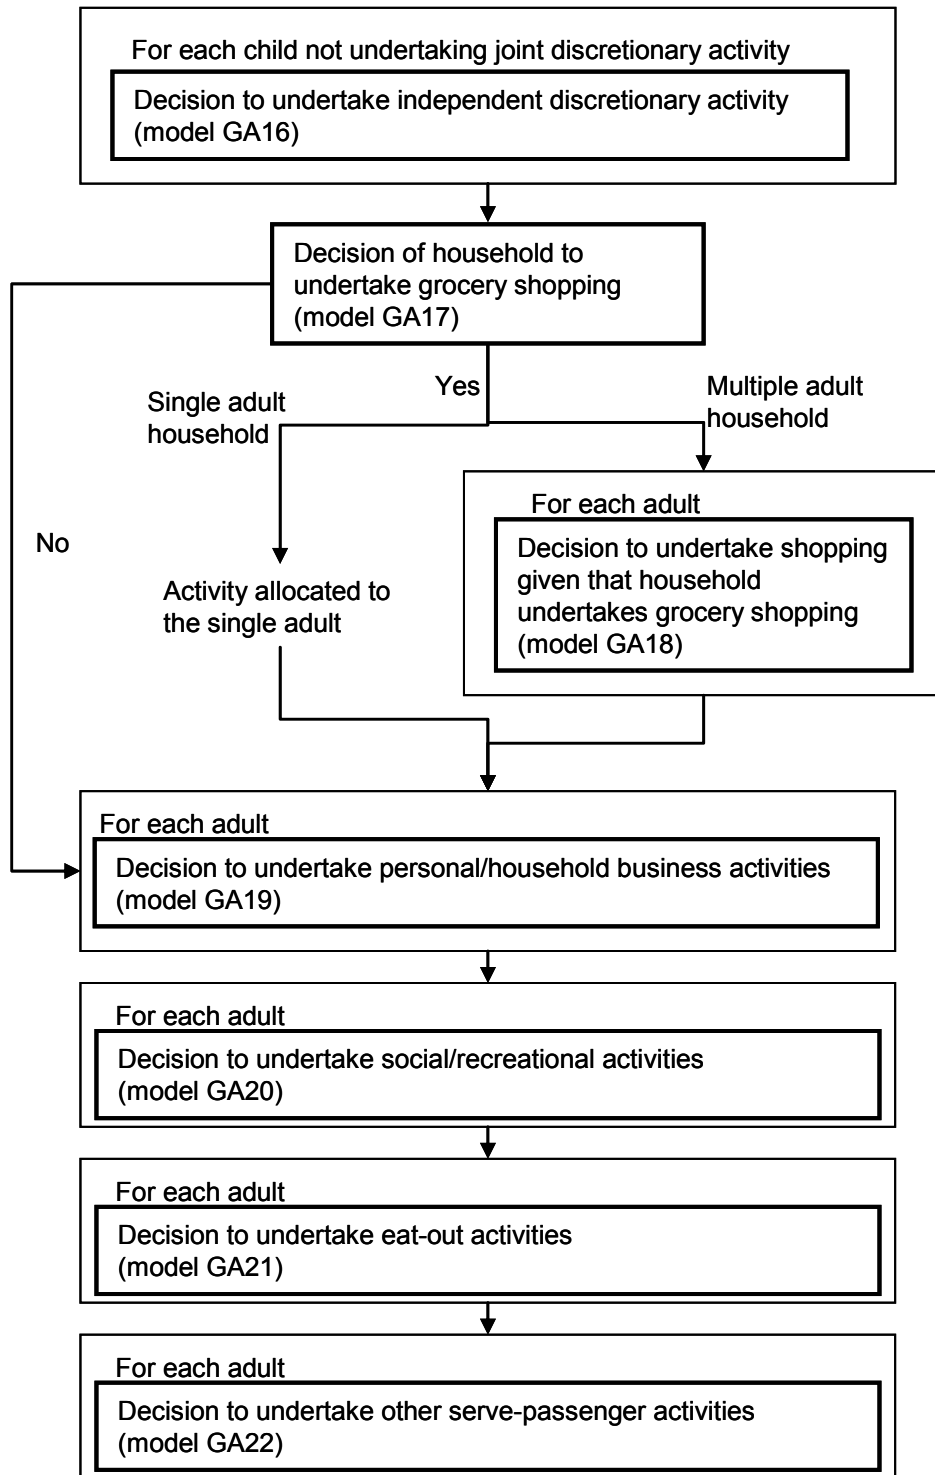 For each child not undertaking joint discretionary activity
Decision to undertake independent discretionary activity
(model GA16)
Decision of household to
undertake grocery shopping
(model GA17)
Yes
Single adult
household
Multiple adult
household
No
For each adult
Decision to undertake shopping
given that household
undertakes grocery shopping
(model GA18)
Activity allocated to
the single adult
For each adult
Decision to undertake personal/household business activities
(model GA19)
For each adult
Decision to undertake social/recreational activities
(model GA20)
For each adult
Decision to undertake eat-out activities
(model GA21)
For each adult
Decision to undertake other serve-passenger activities
(model GA22)